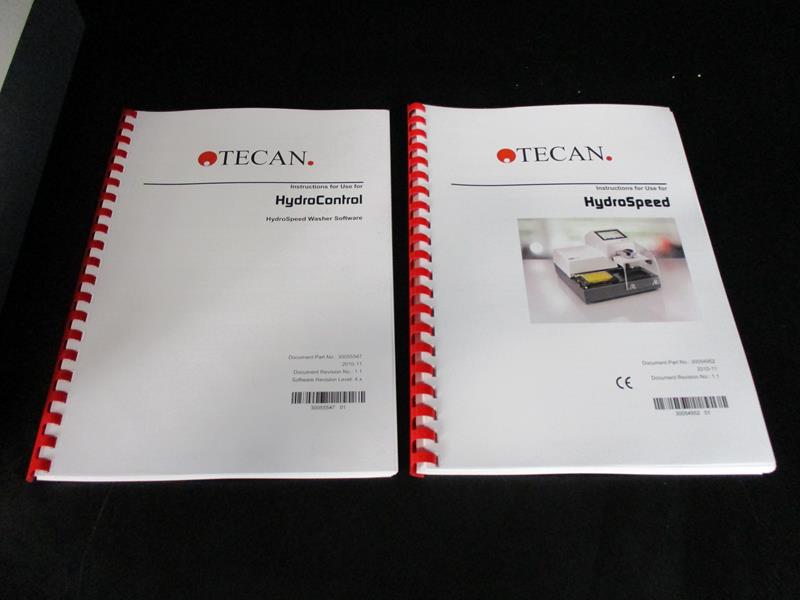 TECAN.
Instructions for Use for
HydroControl
HydroSpeed Washer Software
Document Part No.: 30055547
2010-11
Document Revision No.: 1.1
Software Revision Level: 4.x
30055547 01
TECAN.
Instructions for Use for
HydroSpeed
Document Part No.: 30054952
2010-11
CE
Document Revision No.: 1.1
30054952 01